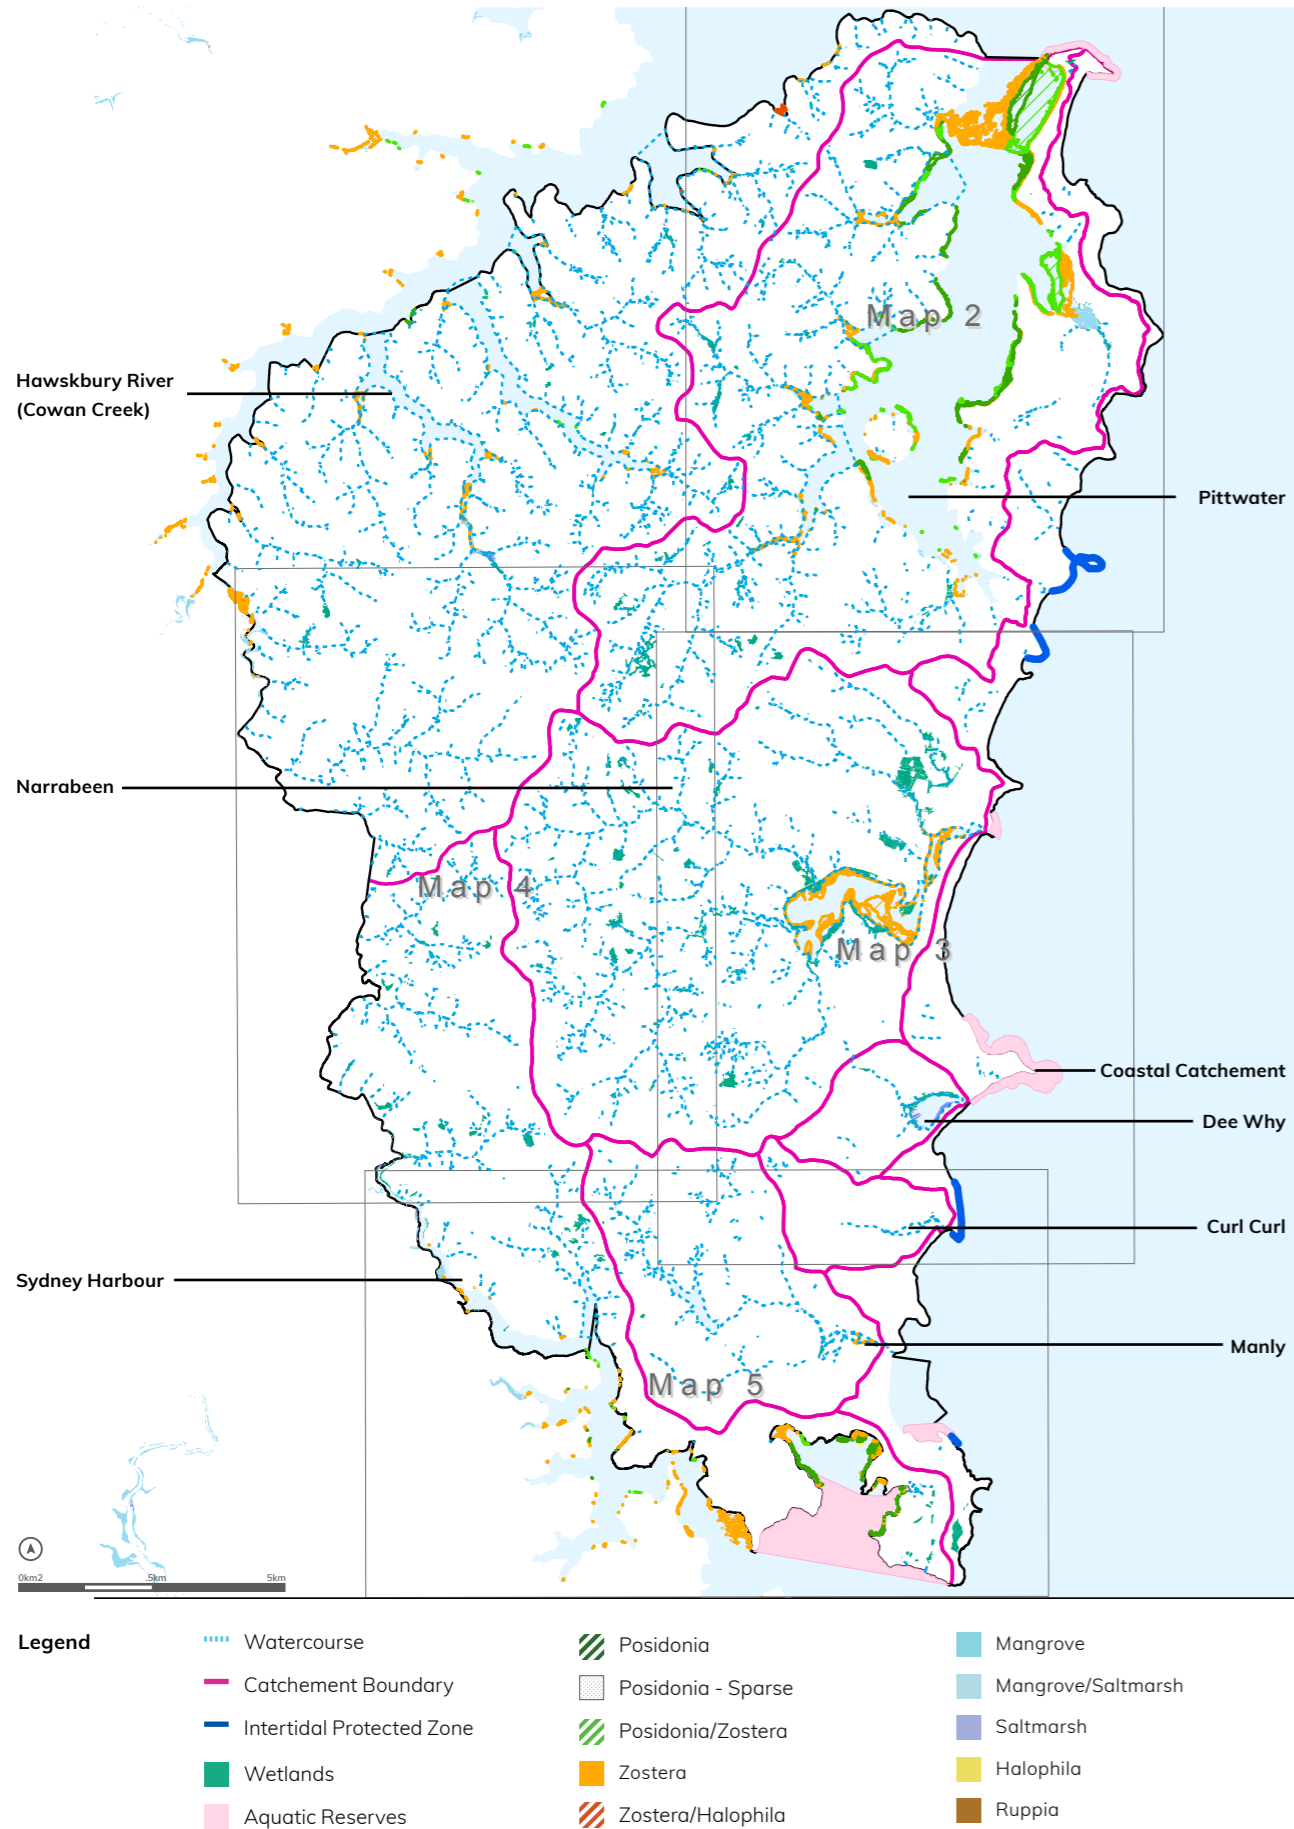 Map 2
Hawskbury River
(Cowan Creek)
Pittwater
Narrabeen
Map 4
Map 3
Coastal Catchement
Dee Why
Curl Curl
Sydney Harbour
Manly
Map 5
0km2 .5km 5km
Legend
Watercourse
Catchement Boundary
Intertidal Protected Zone
Wetlands
Aquatic Reserves
Posidonia
Posidonia - Sparse
Posidonia/Zostera
Zostera
Zostera/Halophila
Mangrove
Mangrove/Saltmarsh
Saltmarsh
Halophila
Ruppia